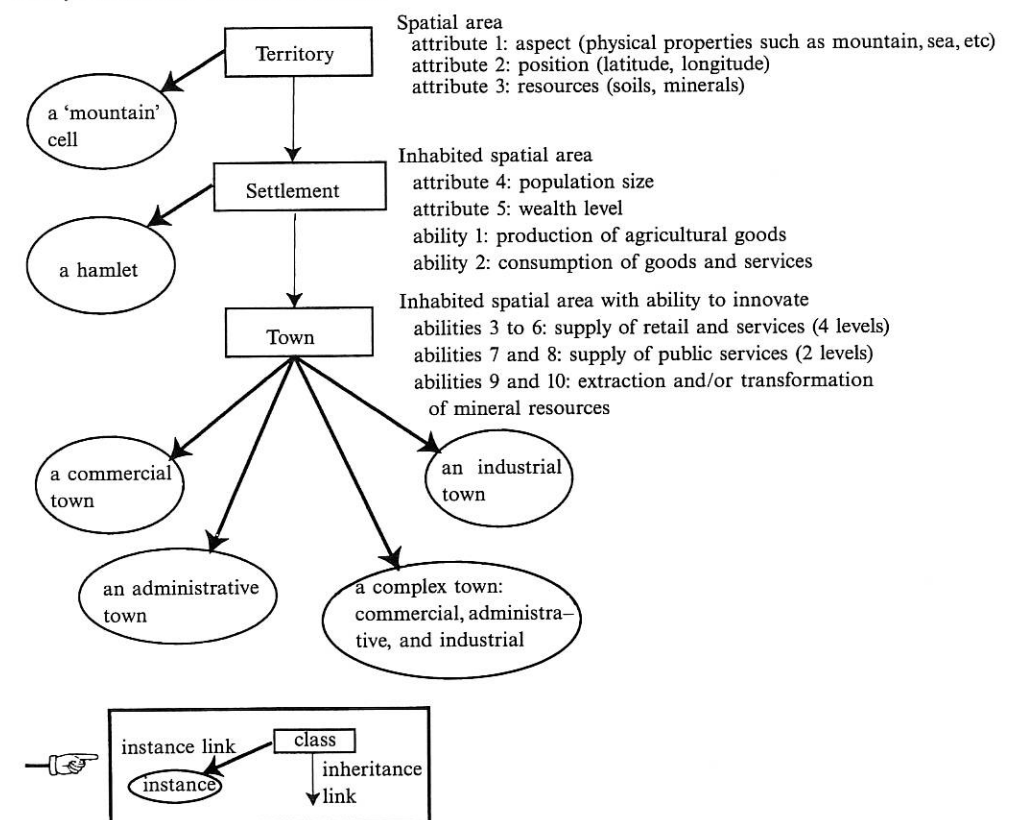 Spatial area
attribute 1: aspect (physical properties such as mountain, sea, etc)
Territory
attribute 2: position (latitude, longitude)
attribute 3: resources (soils, minerals)
a ‘mountain’
cell
Inhabited spatial area
Settlement
attribute 4: population size
attribute 5: wealth level
ability 1: production of agricultural goods
a hamlet
ability 2: consumption of goods and services
Inhabited spatial area with ability to innovate
Town
abilities 3 to 6: supply of retail and services (4 levels)
abilities 7 and 8: supply of public services (2 levels)
abilities 9 and 10: extraction and/or transformation
of mineral resources
a commercial
town
an industrial
town
an administrative
town
a complex town:
commercial, administra–
tive, and industrial
instance link
class
instance
inheritance
link